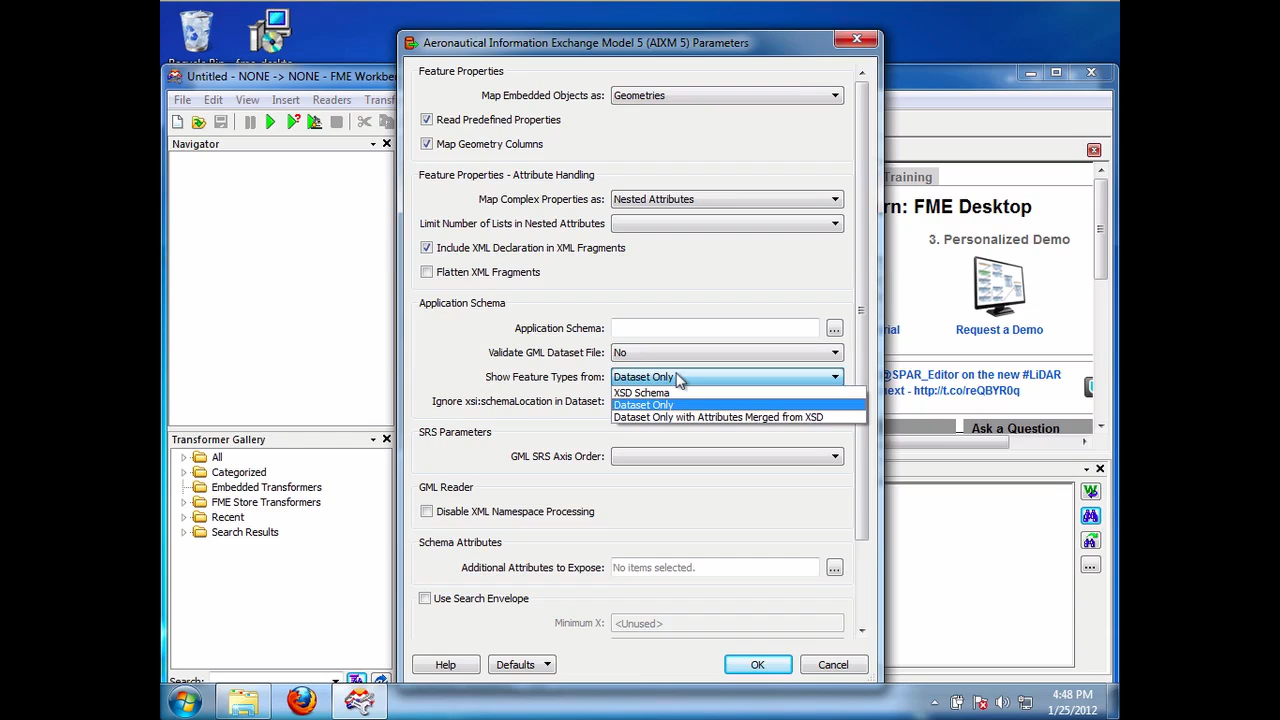 Aeronautical Information Exchange Model 5 (AIXM 5) Parameters
Untitled - NONE -> NONE - FME Workben
File Edit View Insert Readers Transf
Navigator
Feature Properties
Map Embedded Objects as: Geometries
Read Predefined Properties
Map Geometry Columns
Feature Properties - Attribute Handling
Map Complex Properties as: Nested Attributes
Limit Number of Lists in Nested Attributes
Include XML Declaration in XML Fragments
Flatten XML Fragments
Application Schema
Application Schema: ...
Validate GML Dataset File: No
Show Feature Types from: Dataset Only
XSD Schema
Ignore xsi:schemaLocation in Dataset: Dataset Only
Dataset Only with Attributes Merged from XSD
SRS Parameters
GML SRS Axis Order:
GML Reader
Disable XML Namespace Processing
Schema Attributes
Additional Attributes to Expose: No items selected. ...
Use Search Envelope
Minimum X: <Unused>
Help Defaults OK Cancel
Training
rn: FME Desktop
3. Personalized Demo
rial Request a Demo
@SPAR_Editor on the new #LiDAR
next - http://t.co/reQBYR0q
Ask a Question
...
Transformer Gallery
All
Categorized
Embedded Transformers
FME Store Transformers
Recent
Search Results
Search:
4:48 PM
1/25/2012